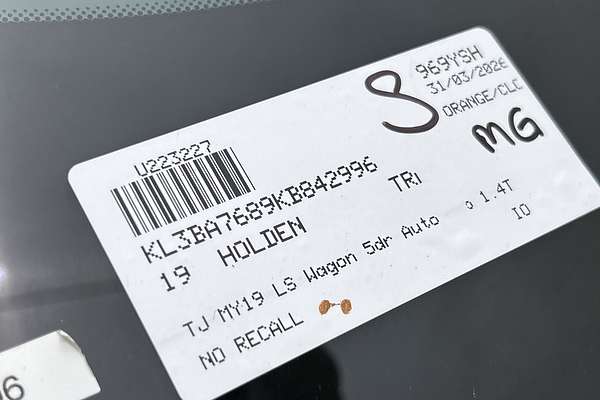 U223227
8
969YSH
31/03/2026
ORANGE/CLC
MG
KL3BA7689KB842996
19 HOLDEN
TJ/MY19 LS Wagon 5dr Auto 1.4T
IO
NO RECALL